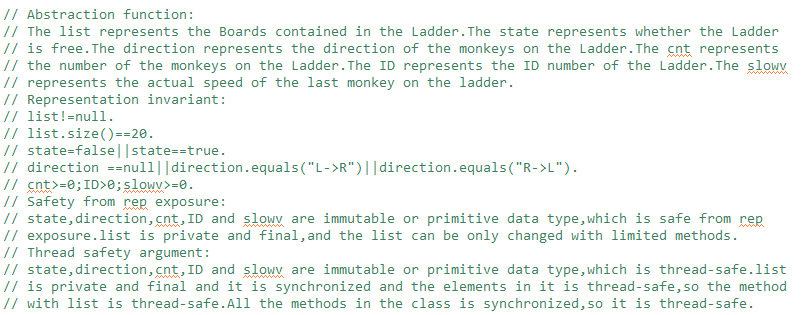 // Abstraction function:
// The list represents the Boards contained in the Ladder.The state represents whether the Ladder
// is free.The direction represents the direction of the monkeys on the Ladder.The cnt represents
// the number of the monkeys on the Ladder.The ID represents the ID number of the Ladder.The slowv
// represents the actual speed of the last monkey on the ladder.
// Representation invariant:
// list!=null.
// list.size()==20.
// state=false||state==true.
// direction ==null||direction.equals("L->R")||direction.equals("R->L").
// cnt>=0;ID>0;slowv>=0.
// Safety from rep exposure:
// state,direction,cnt,ID and slowv are immutable or primitive data type,which is safe from rep
// exposure.list is private and final,and the list can be only changed with limited methods.
// Thread safety argument:
// state,direction,cnt,ID and slowv are immutable or primitive data type,which is thread-safe.list
// is private and final and it is synchronized and the elements in it is thread-safe,so the method
// with list is thread-safe.All the methods in the class is synchronized,so it is thread-safe.